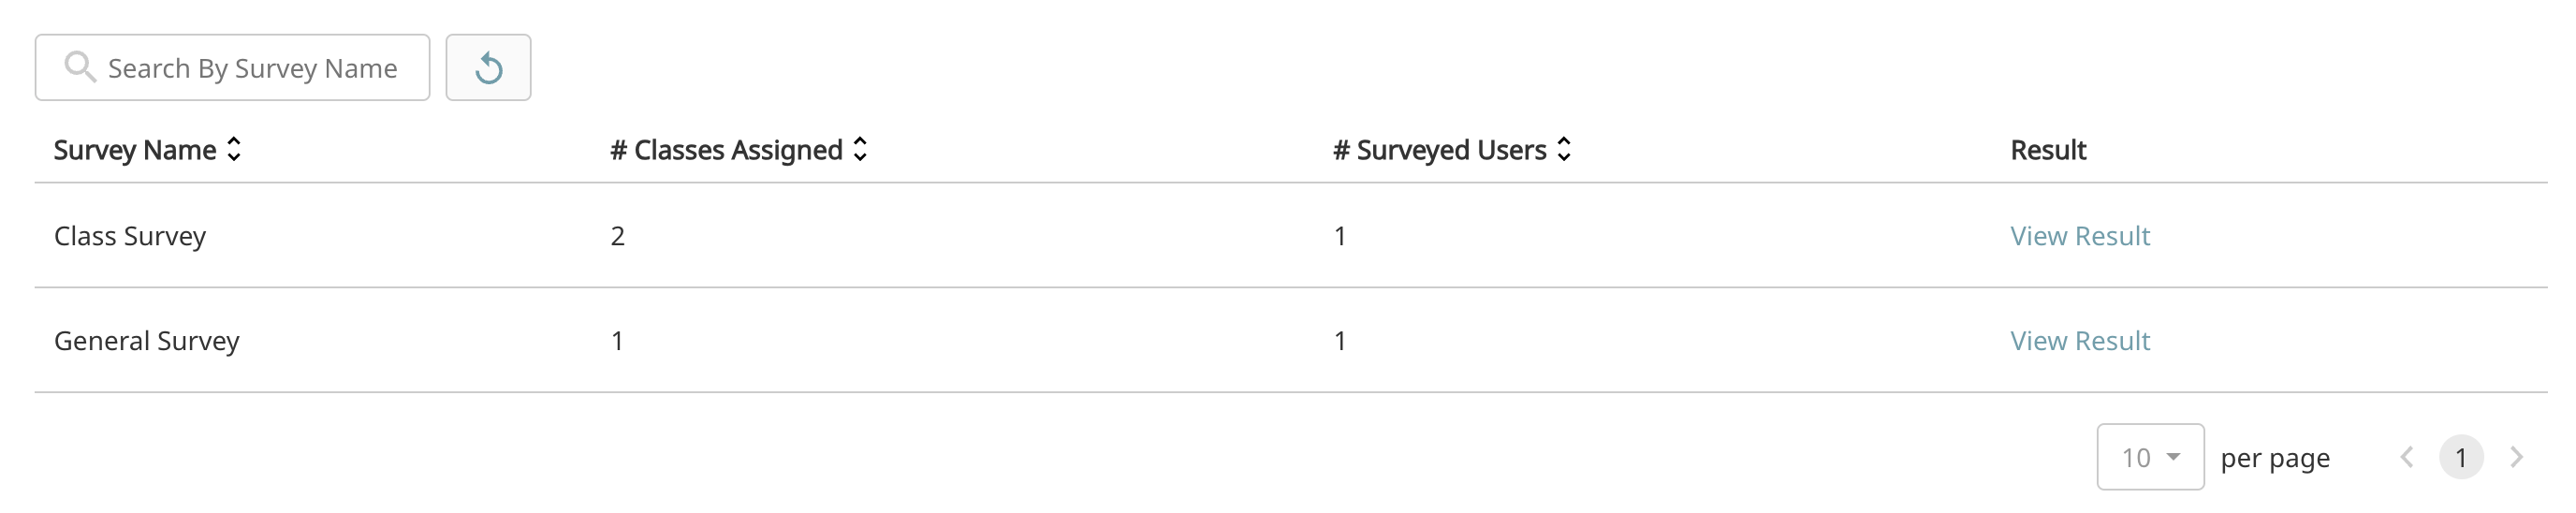 Search By Survey Name
Survey Name # Classes Assigned # Surveyed Users Result
Class Survey 2 1 View Result
General Survey 1 1 View Result
10 per page 1